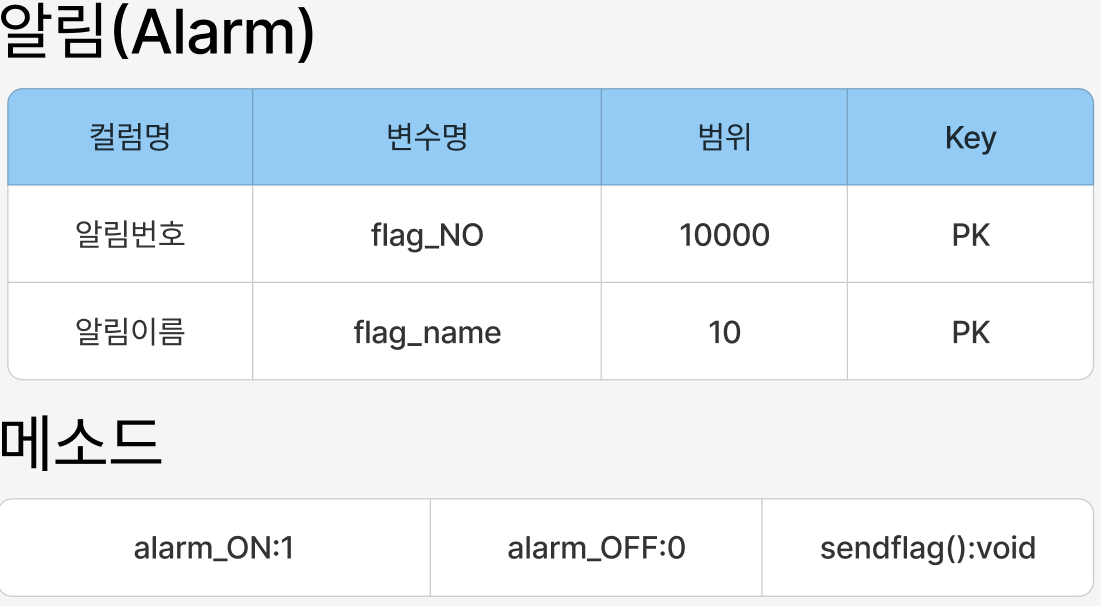 알림(Alarm)
컬럼명 변수명 범위 Key
알림번호 flag_NO 10000 PK
알림이름 flag_name 10 PK
메소드
alarm_ON:1 alarm_OFF:0 sendflag():void